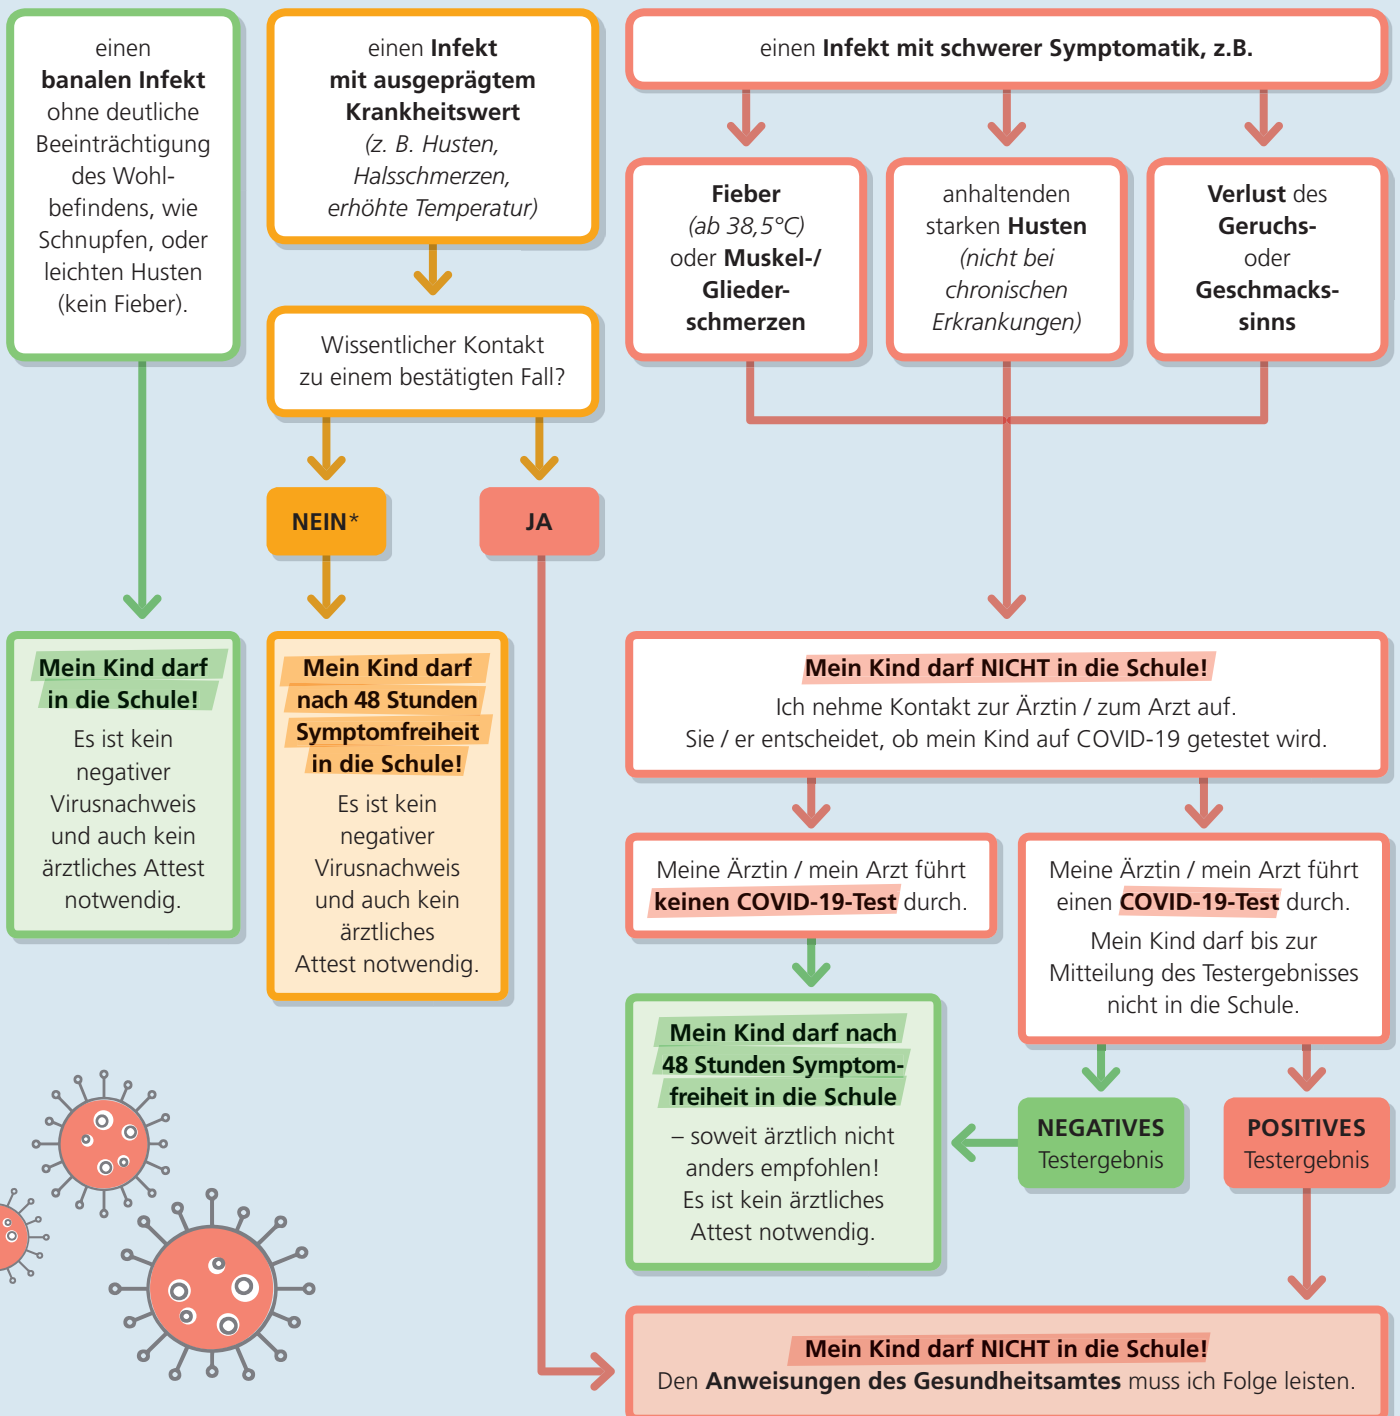 einen
banalen Infekt
ohne deutliche
Beeinträchtigung
des Wohl-
befindens, wie
Schnupfen, oder
leichten Husten
(kein Fieber).
einen Infekt
mit ausgeprägtem
Krankheitswert
(z. B. Husten,
Halsschmerzen,
erhöhte Temperatur)
Wissentlicher Kontakt
zu einem bestätigten Fall?
NEIN*
JA
einen Infekt mit schwerer Symptomatik, z.B.
Fieber
(ab 38,5°C)
oder Muskel-/
Glieder-
schmerzen
anhaltenden
starken Husten
(nicht bei
chronischen
Erkrankungen)
Verlust des
Geruchs-
oder
Geschmacks-
sinns
Mein Kind darf
in die Schule!
Es ist kein
negativer
Virusnachweis
und auch kein
ärztliches Attest
notwendig.
Mein Kind darf
nach 48 Stunden
Symptomfreiheit
in die Schule!
Es ist kein
negativer
Virusnachweis
und auch kein
ärztliches
Attest notwendig.
Mein Kind darf NICHT in die Schule!
Ich nehme Kontakt zur Ärztin / zum Arzt auf.
Sie / er entscheidet, ob mein Kind auf COVID-19 getestet wird.
Meine Ärztin / mein Arzt führt
keinen COVID-19-Test durch.
Meine Ärztin / mein Arzt führt
einen COVID-19-Test durch.
Mein Kind darf bis zur
Mitteilung des Testergebnisses
nicht in die Schule.
Mein Kind darf nach
48 Stunden Symptom-
freiheit in die Schule
– soweit ärztlich nicht
anders empfohlen!
Es ist kein ärztliches
Attest notwendig.
NEGATIVES
Testergebnis
POSITIVES
Testergebnis
Mein Kind darf NICHT in die Schule!
Den Anweisungen des Gesundheitsamtes muss ich Folge leisten.